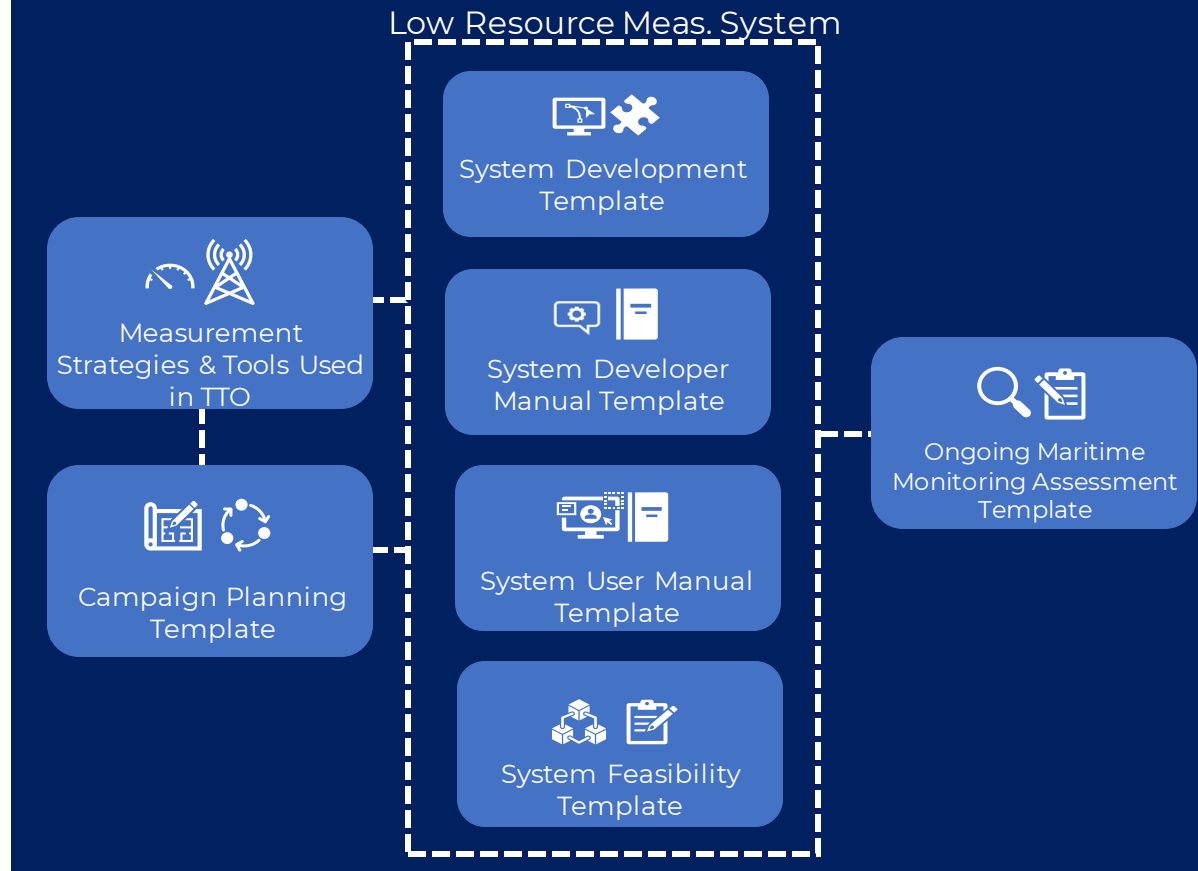 Low Resource Meas. System
System Development
Template
Measurement
Strategies & Tools Used
in TTO
System Developer
Manual Template
Ongoing Maritime
Monitoring Assessment
Template
Campaign Planning
Template
System User Manual
Template
System Feasibility
Template